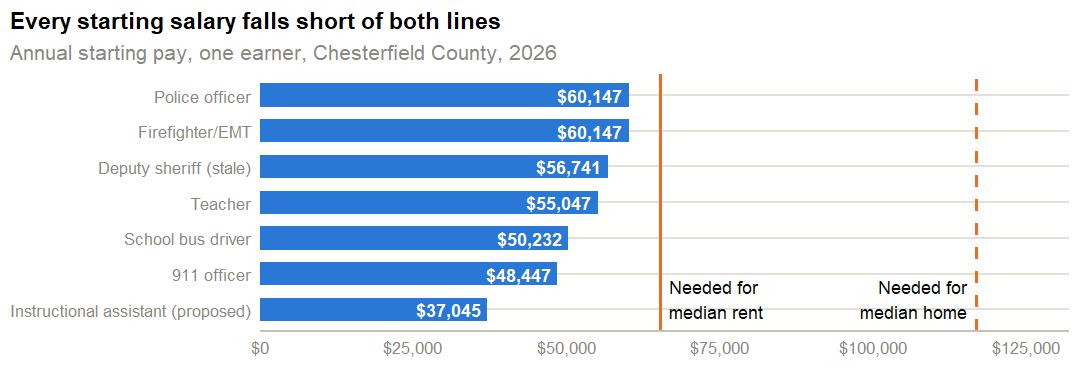 Every starting salary falls short of both lines
Annual starting pay, one earner, Chesterfield County, 2026
Police officer $60,147
Firefighter/EMT $60,147
Deputy sheriff (stale) $56,741
Teacher $55,047
School bus driver $50,232
911 officer $48,447
Instructional assistant (proposed) $37,045
Needed for
median rent
Needed for
median home
$0 $25,000 $50,000 $75,000 $100,000 $125,000